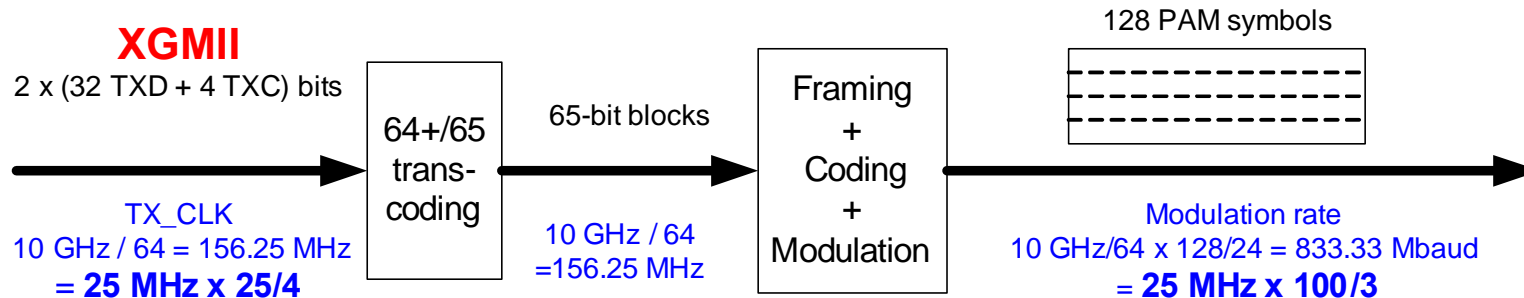 XGMII
2 x (32 TXD + 4 TXC) bits
TX_CLK
10 GHz / 64 = 156.25 MHz
= 25 MHz x 25/4
64+/65
trans-
coding
65-bit blocks
10 GHz / 64
=156.25 MHz
Framing
+
Coding
+
Modulation
128 PAM symbols
Modulation rate
10 GHz/64 x 128/24 = 833.33 Mbaud
= 25 MHz x 100/3